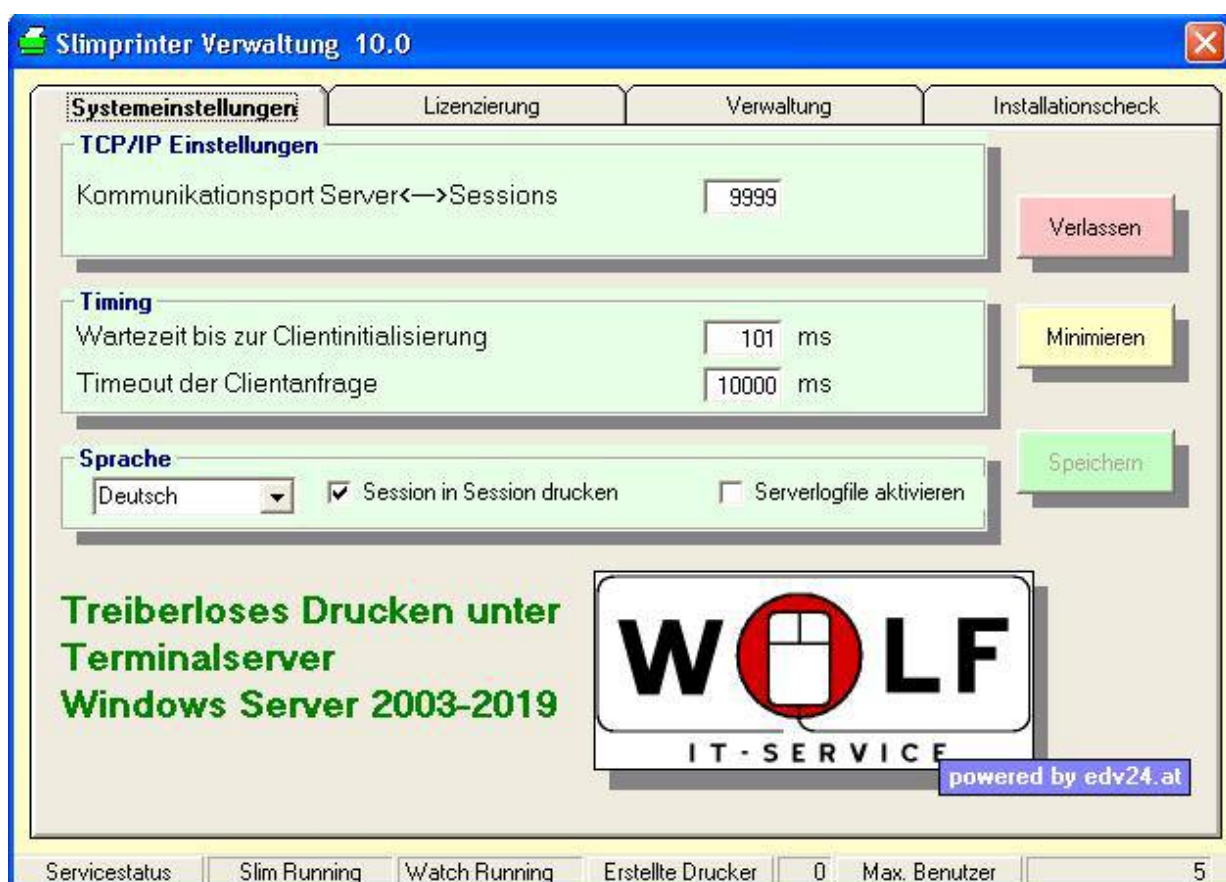 Slimprinter Verwaltung 10.0
Systemeinstellungen Lizenzierung Verwaltung Installationscheck
TCP/IP Einstellungen
Kommunikationsport Server<—>Sessions 9999
Verlassen
Timing
Wartezeit bis zur Clientinitialisierung 101 ms
Minimieren
Timeout der Clientanfrage 10000 ms
Sprache
Speichern
Deutsch Session in Session drucken Serverlogfile aktivieren
Treiberloses Drucken unter
Terminalserver
Windows Server 2003-2019
WOLF
IT-SERVICE
powered by edv24.at
Servicestatus Slim Running Watch Running Erstellte Drucker 0 Max. Benutzer 5